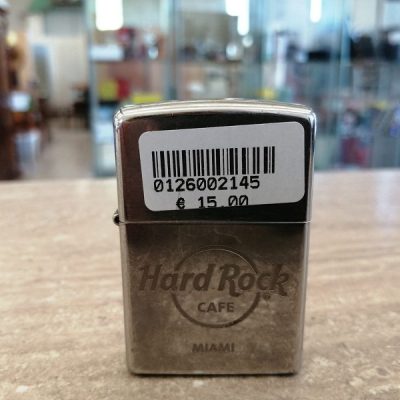 0126002145
€ 15.00
Hard Rock
CAFE
®
MIAMI